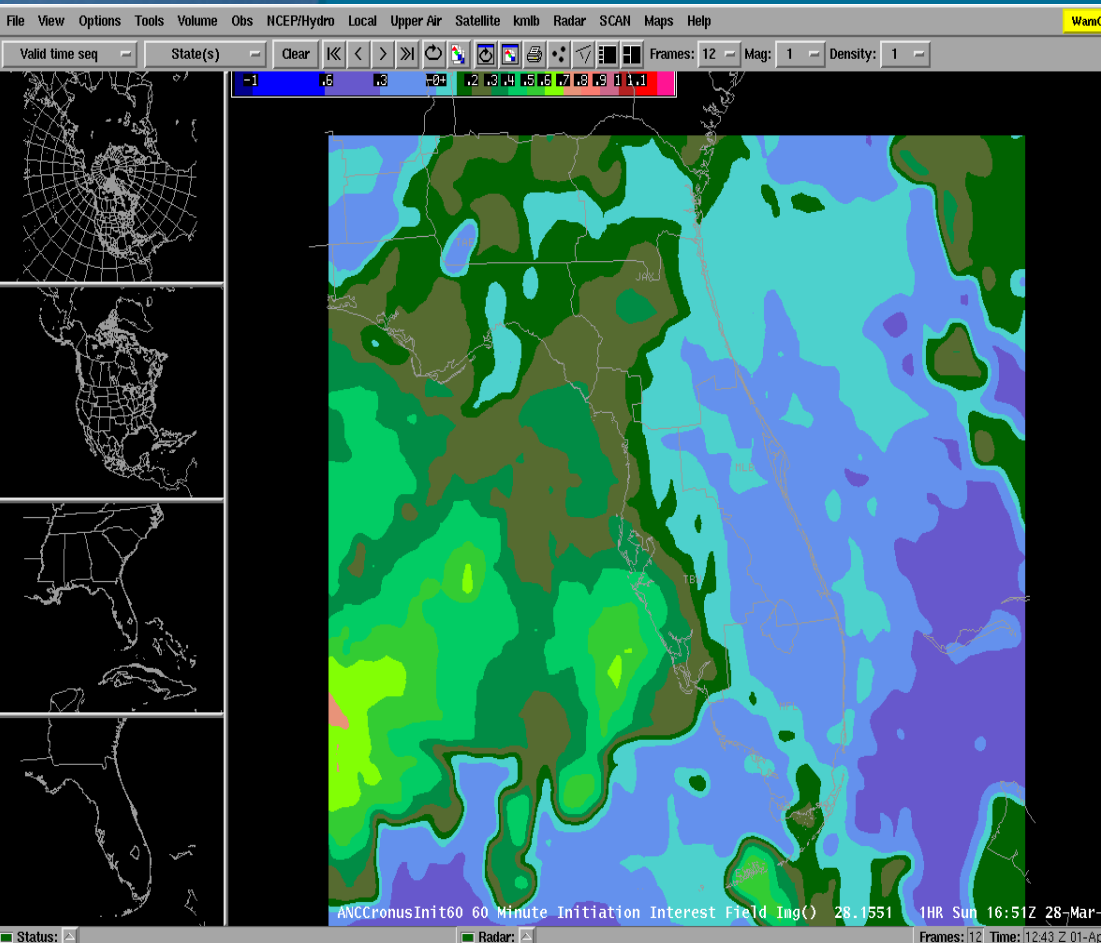 File View Options Tools Volume Obs NCEP/Hydro Local Upper Air Satellite kmlb Radar SCAN Maps Help
Valid time seq State(s) Clear Frames: 12 Mag: 1 Density: 1
-1 .6 .3 -0+ .2 .3 .4 .5 .6 .7 .8 .9 1 1.1
JAX
MLB
ANCCronusInit60 60 Minute Initiation Interest Field Img() 28.1551 1HR Sun 16:51Z 28-Mar-
Status: Radar: Frames: 12 Time: 12:43 Z 01-Ap